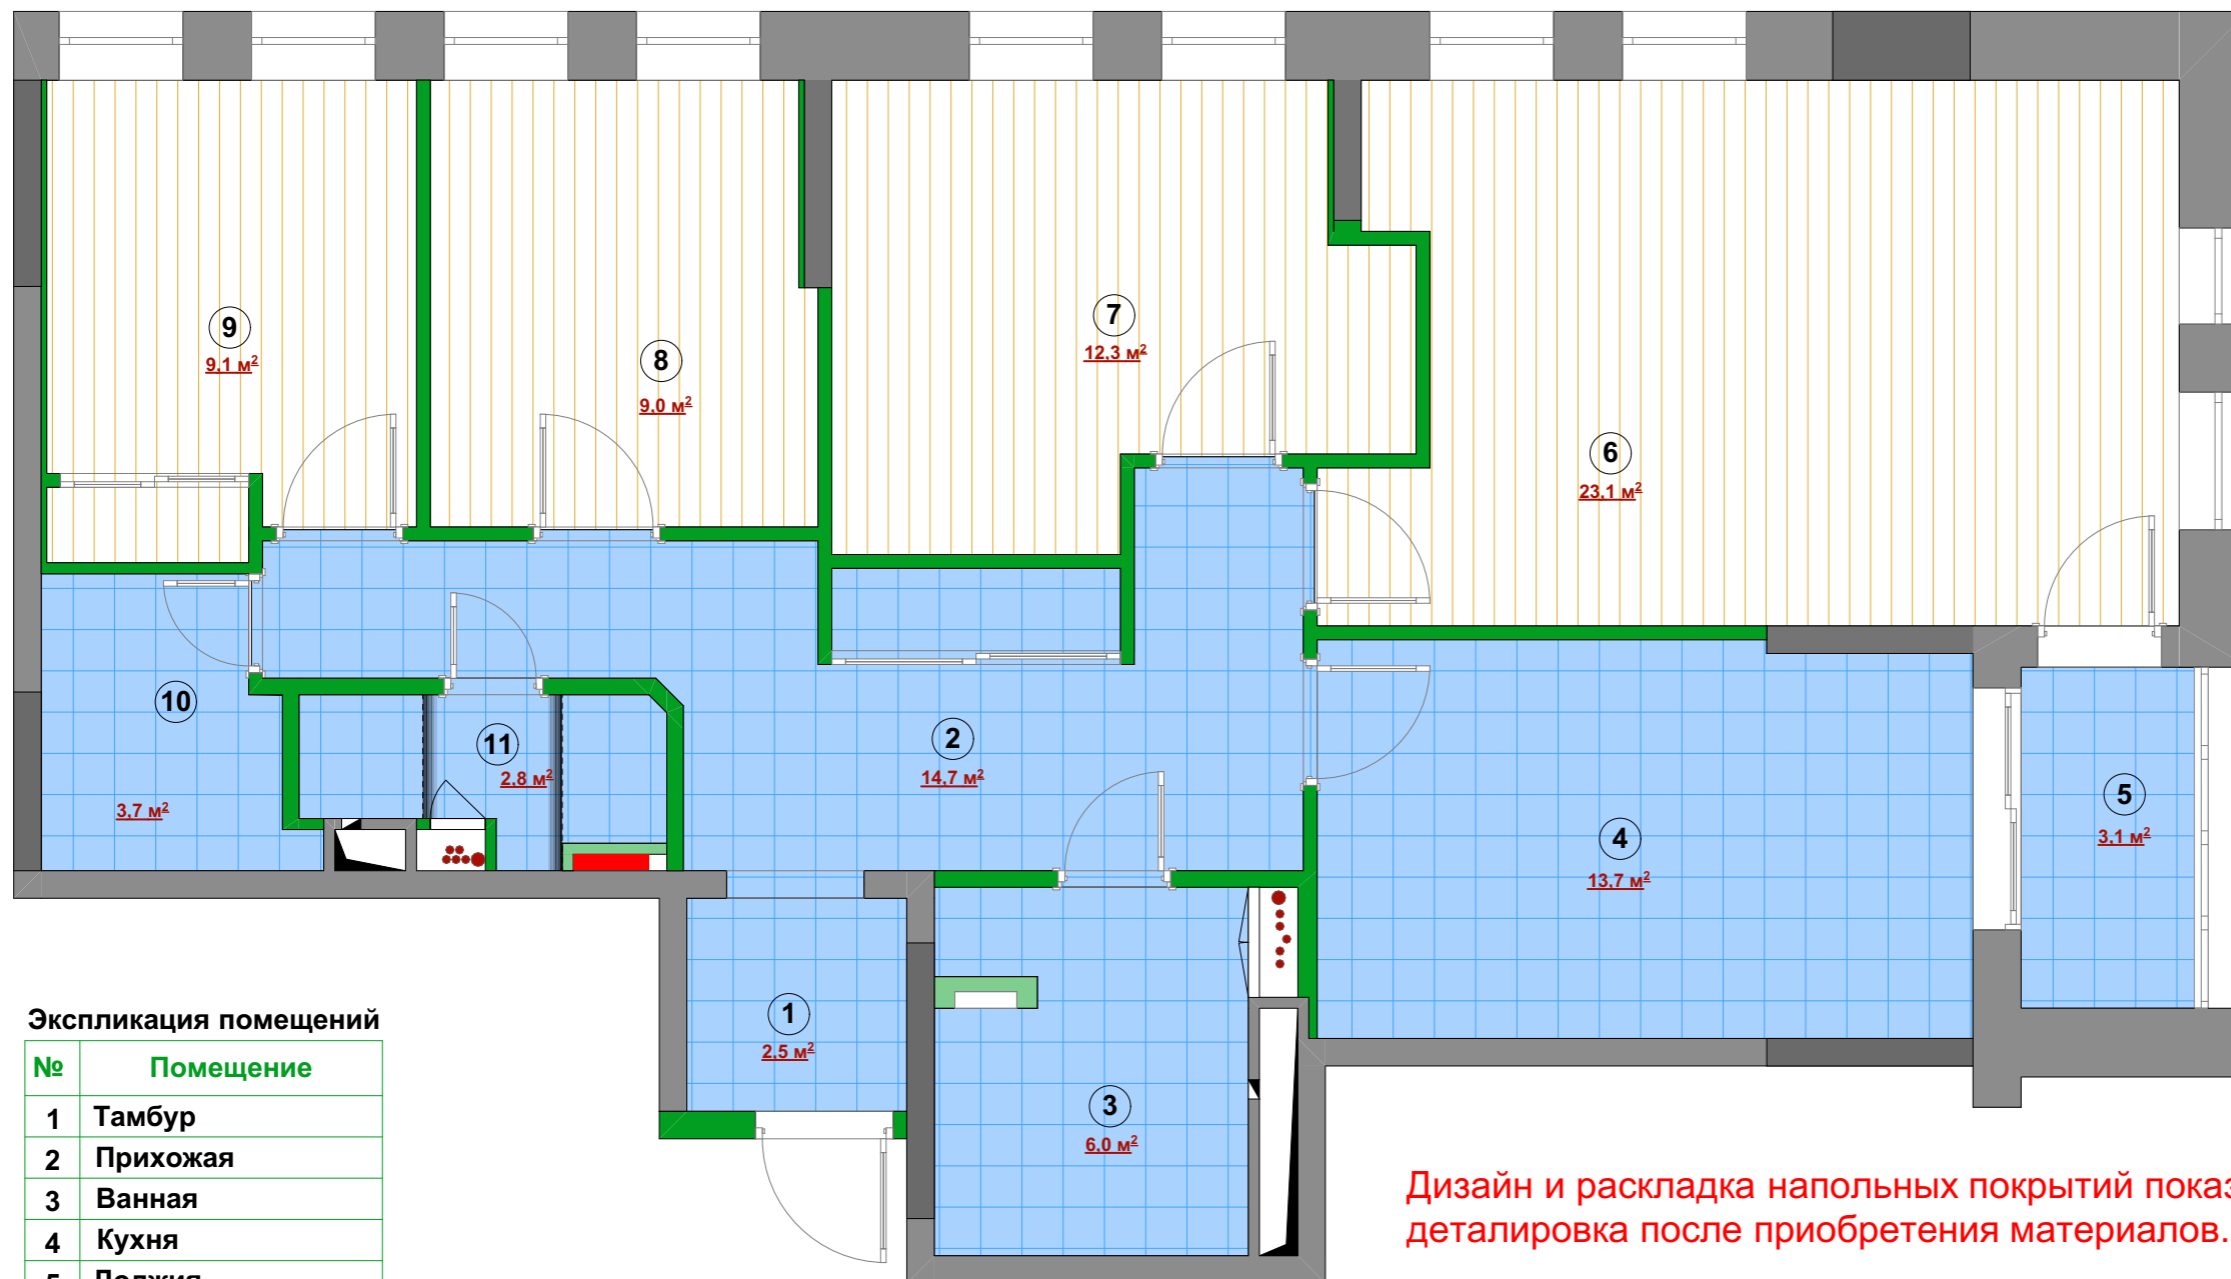 9
9,1 м²
8
9,0 м²
7
12,3 м²
6
23,1 м²
10
3,7 м²
11
2,8 м²
2
14,7 м²
4
13,7 м²
5
3,1 м²
1
2,5 м²
3
6,0 м²
Экспликация помещений
№ Помещение
1 Тамбур
2 Прихожая
3 Ванная
4 Кухня
5 Лоджия
Дизайн и раскладка напольных покрытий показ
деталировка после приобретения материалов.